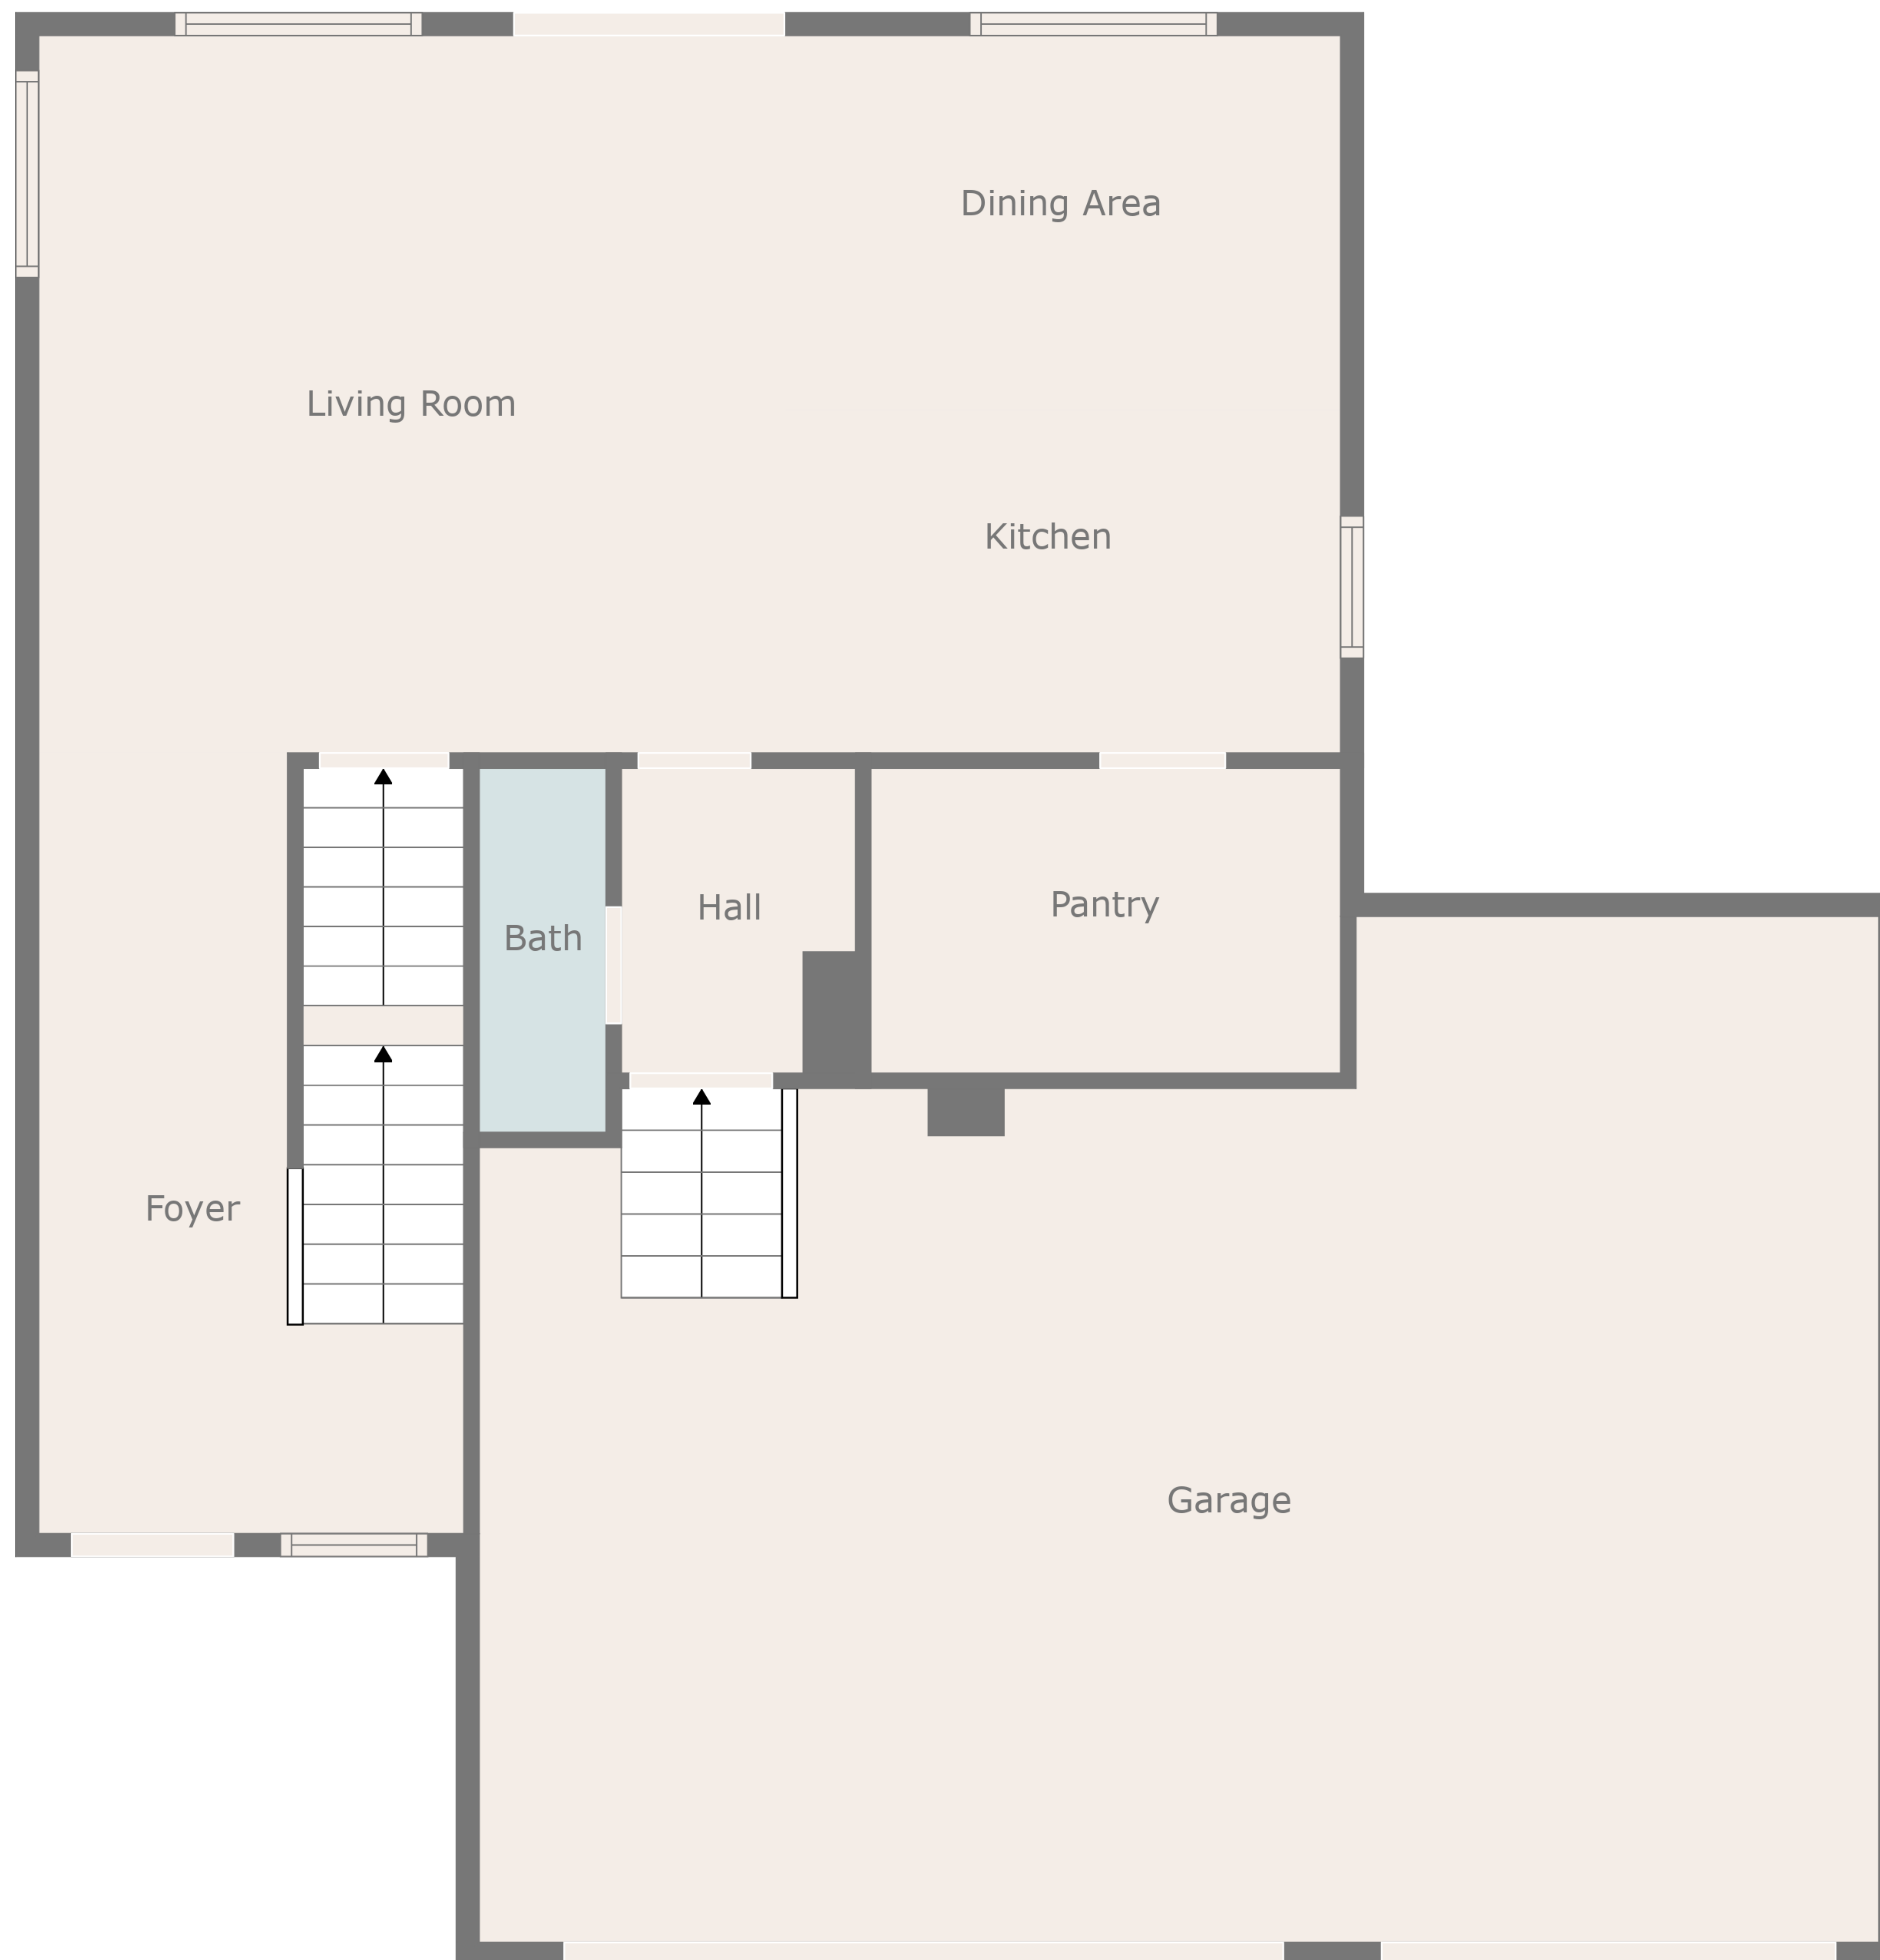 Dining Area
Living Room
Kitchen
Hall
Pantry
Bath
Foyer
Garage